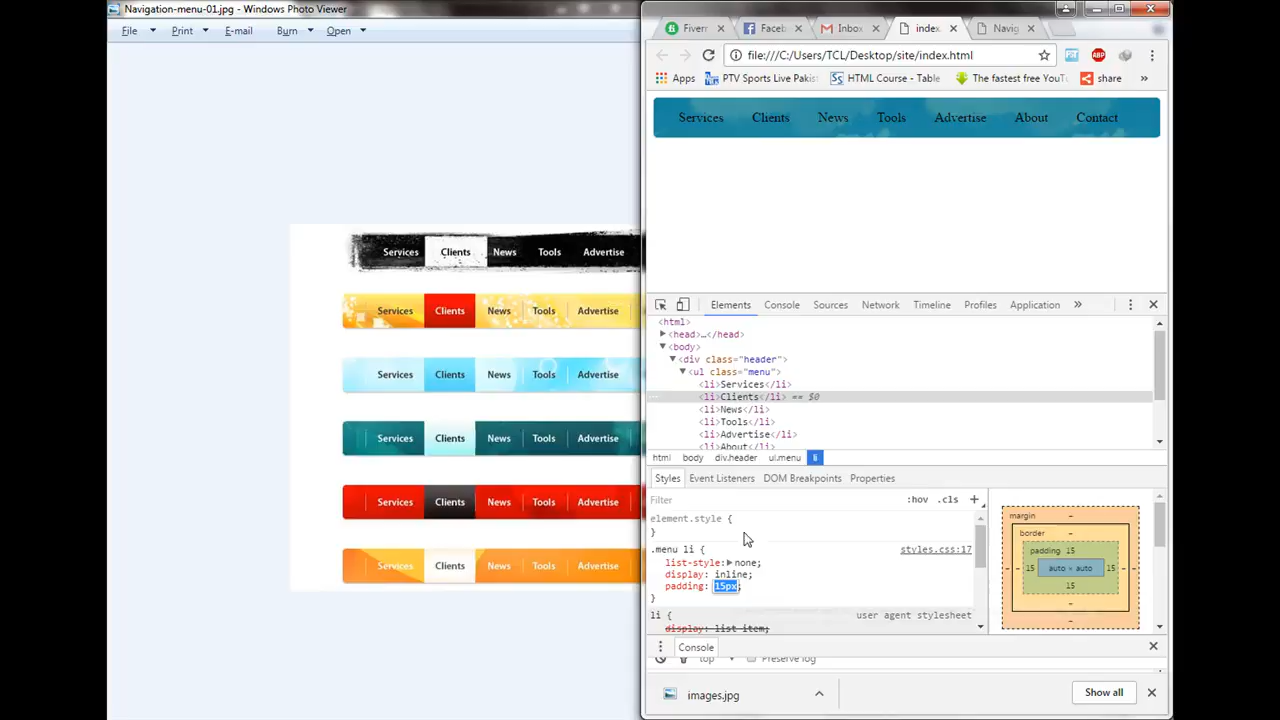 Navigation-menu-01.jpg - Windows Photo Viewer
File Print E-mail Burn Open
Services Clients News Tools Advertise
Services Clients News Tools Advertise
Services Clients News Tools Advertise
Services Clients News Tools Advertise
Services Clients News Tools Advertise
Services Clients News Tools Advertise
Fiverr Faceb Inbox index Navig
file:///C:/Users/TCL/Desktop/site/index.html
Apps PTV Sports Live Pakist HTML Course - Table The fastest free YouTu share »
Services Clients News Tools Advertise About Contact
Elements Console Sources Network Timeline Profiles Application »
<html>
<head>…</head>
<body>
<div class="header">
<ul class="menu">
<li>Services</li>
<li>Clients</li> == $0
<li>News</li>
<li>Tools</li>
<li>Advertise</li>
<li>About</li>
html body div.header ul.menu li
Styles Event Listeners DOM Breakpoints Properties
Filter :hov .cls +
element.style {
}
.menu li { styles.css:17
list-style: none;
display: inline;
padding: 15px;
}
li { user agent stylesheet
display: list-item;
margin -
border -
padding 15
- - 15 auto × auto 15 - -
15
-
-
Console
top Preserve log
images.jpg Show all